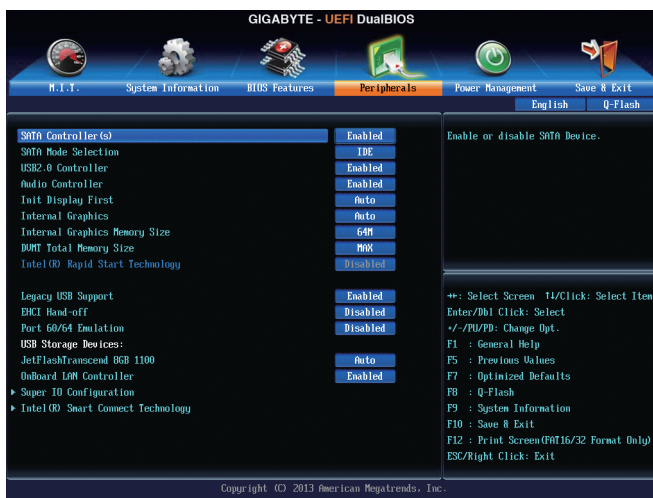 GIGABYTE - UEFI DualBIOS
M.I.T. System Information BIOS Features Peripherals Power Management Save & Exit
English Q-Flash
SATA Controller(s) Enabled
Enable or disable SATA Device.
SATA Mode Selection IDE
USB2.0 Controller Enabled
Audio Controller Enabled
Init Display First Auto
Internal Graphics Auto
Internal Graphics Memory Size 64M
DVMT Total Memory Size MAX
Intel(R) Rapid Start Technology Disabled
Legacy USB Support Enabled
EHCI Hand-off Disabled
Port 60/64 Emulation Disabled
USB Storage Devices:
JetFlashTranscend 8GB 1100 Auto
OnBoard LAN Controller Enabled
Super IO Configuration
Intel(R) Smart Connect Technology
→←: Select Screen ↑↓/Click: Select Item
Enter/Dbl Click: Select
+/-/PU/PD: Change Opt.
F1 : General Help
F5 : Previous Values
F7 : Optimized Defaults
F8 : Q-Flash
F9 : System Information
F10 : Save & Exit
F12 : Print Screen(FAT16/32 Format Only)
ESC/Right Click: Exit
Copyright (C) 2013 American Megatrends, Inc.